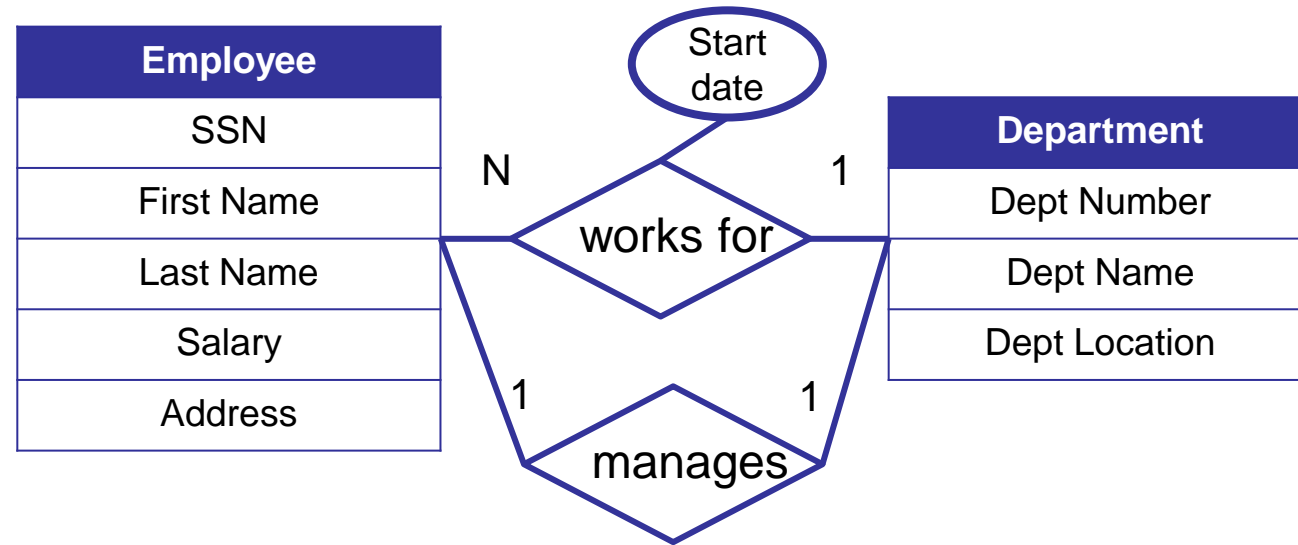 Employee
SSN
First Name
Last Name
Salary
Address
Start
date
N
1
works for
1
1
manages
Department
Dept Number
Dept Name
Dept Location